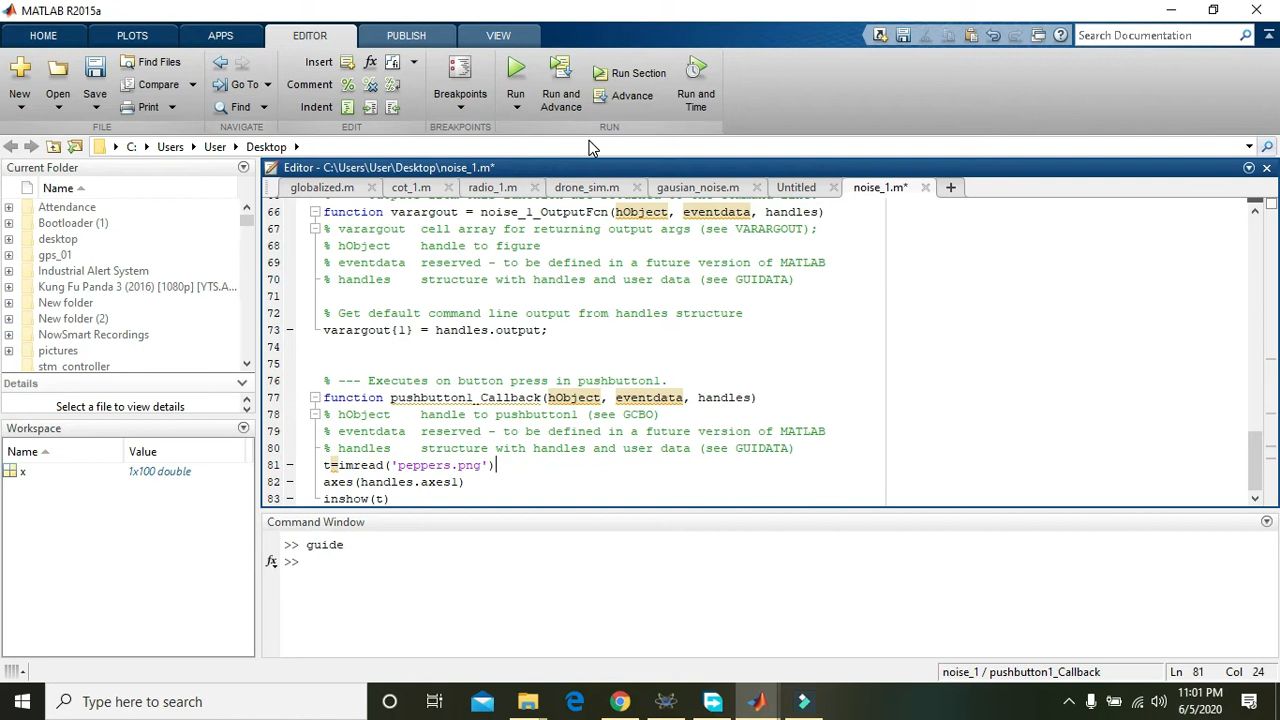 MATLAB R2015a
HOME PLOTS APPS EDITOR PUBLISH VIEW
Search Documentation
New Open Save
Find Files
Compare
Print
FILE
Go To
Find
NAVIGATE
Insert fx
Comment % %
Indent
EDIT
Breakpoints
BREAKPOINTS
Run
Run and Advance
Run Section
Advance
Run and Time
RUN
C: Users User Desktop
Current Folder
Name
Attendance
Bootloader (1)
desktop
gps_01
Industrial Alert System
Kung Fu Panda 3 (2016) [1080p] [YTS.A...
New folder
New folder (2)
NowSmart Recordings
pictures
stm_controller
Details
Select a file to view details
Workspace
Name Value
x 1x100 double
Editor - C:\Users\User\Desktop\noise_1.m*
globalized.m cot_1.m radio_1.m drone_sim.m gausian_noise.m Untitled noise_1.m*
66 function varargout = noise_1_OutputFcn(hObject, eventdata, handles)
67 % varargout cell array for returning output args (see VARARGOUT);
68 % hObject handle to figure
69 % eventdata reserved - to be defined in a future version of MATLAB
70 % handles structure with handles and user data (see GUIDATA)
71
72 % Get default command line output from handles structure
73 varargout{1} = handles.output;
74
75
76 % --- Executes on button press in pushbutton1.
77 function pushbutton1_Callback(hObject, eventdata, handles)
78 % hObject handle to pushbutton1 (see GCBO)
79 % eventdata reserved - to be defined in a future version of MATLAB
80 % handles structure with handles and user data (see GUIDATA)
81 t=imread('peppers.png')
82 axes(handles.axes1)
83 inshow(t)
Command Window
>> guide
fx >>
noise_1 / pushbutton1_Callback Ln 81 Col 24
Type here to search
11:01 PM
6/5/2020